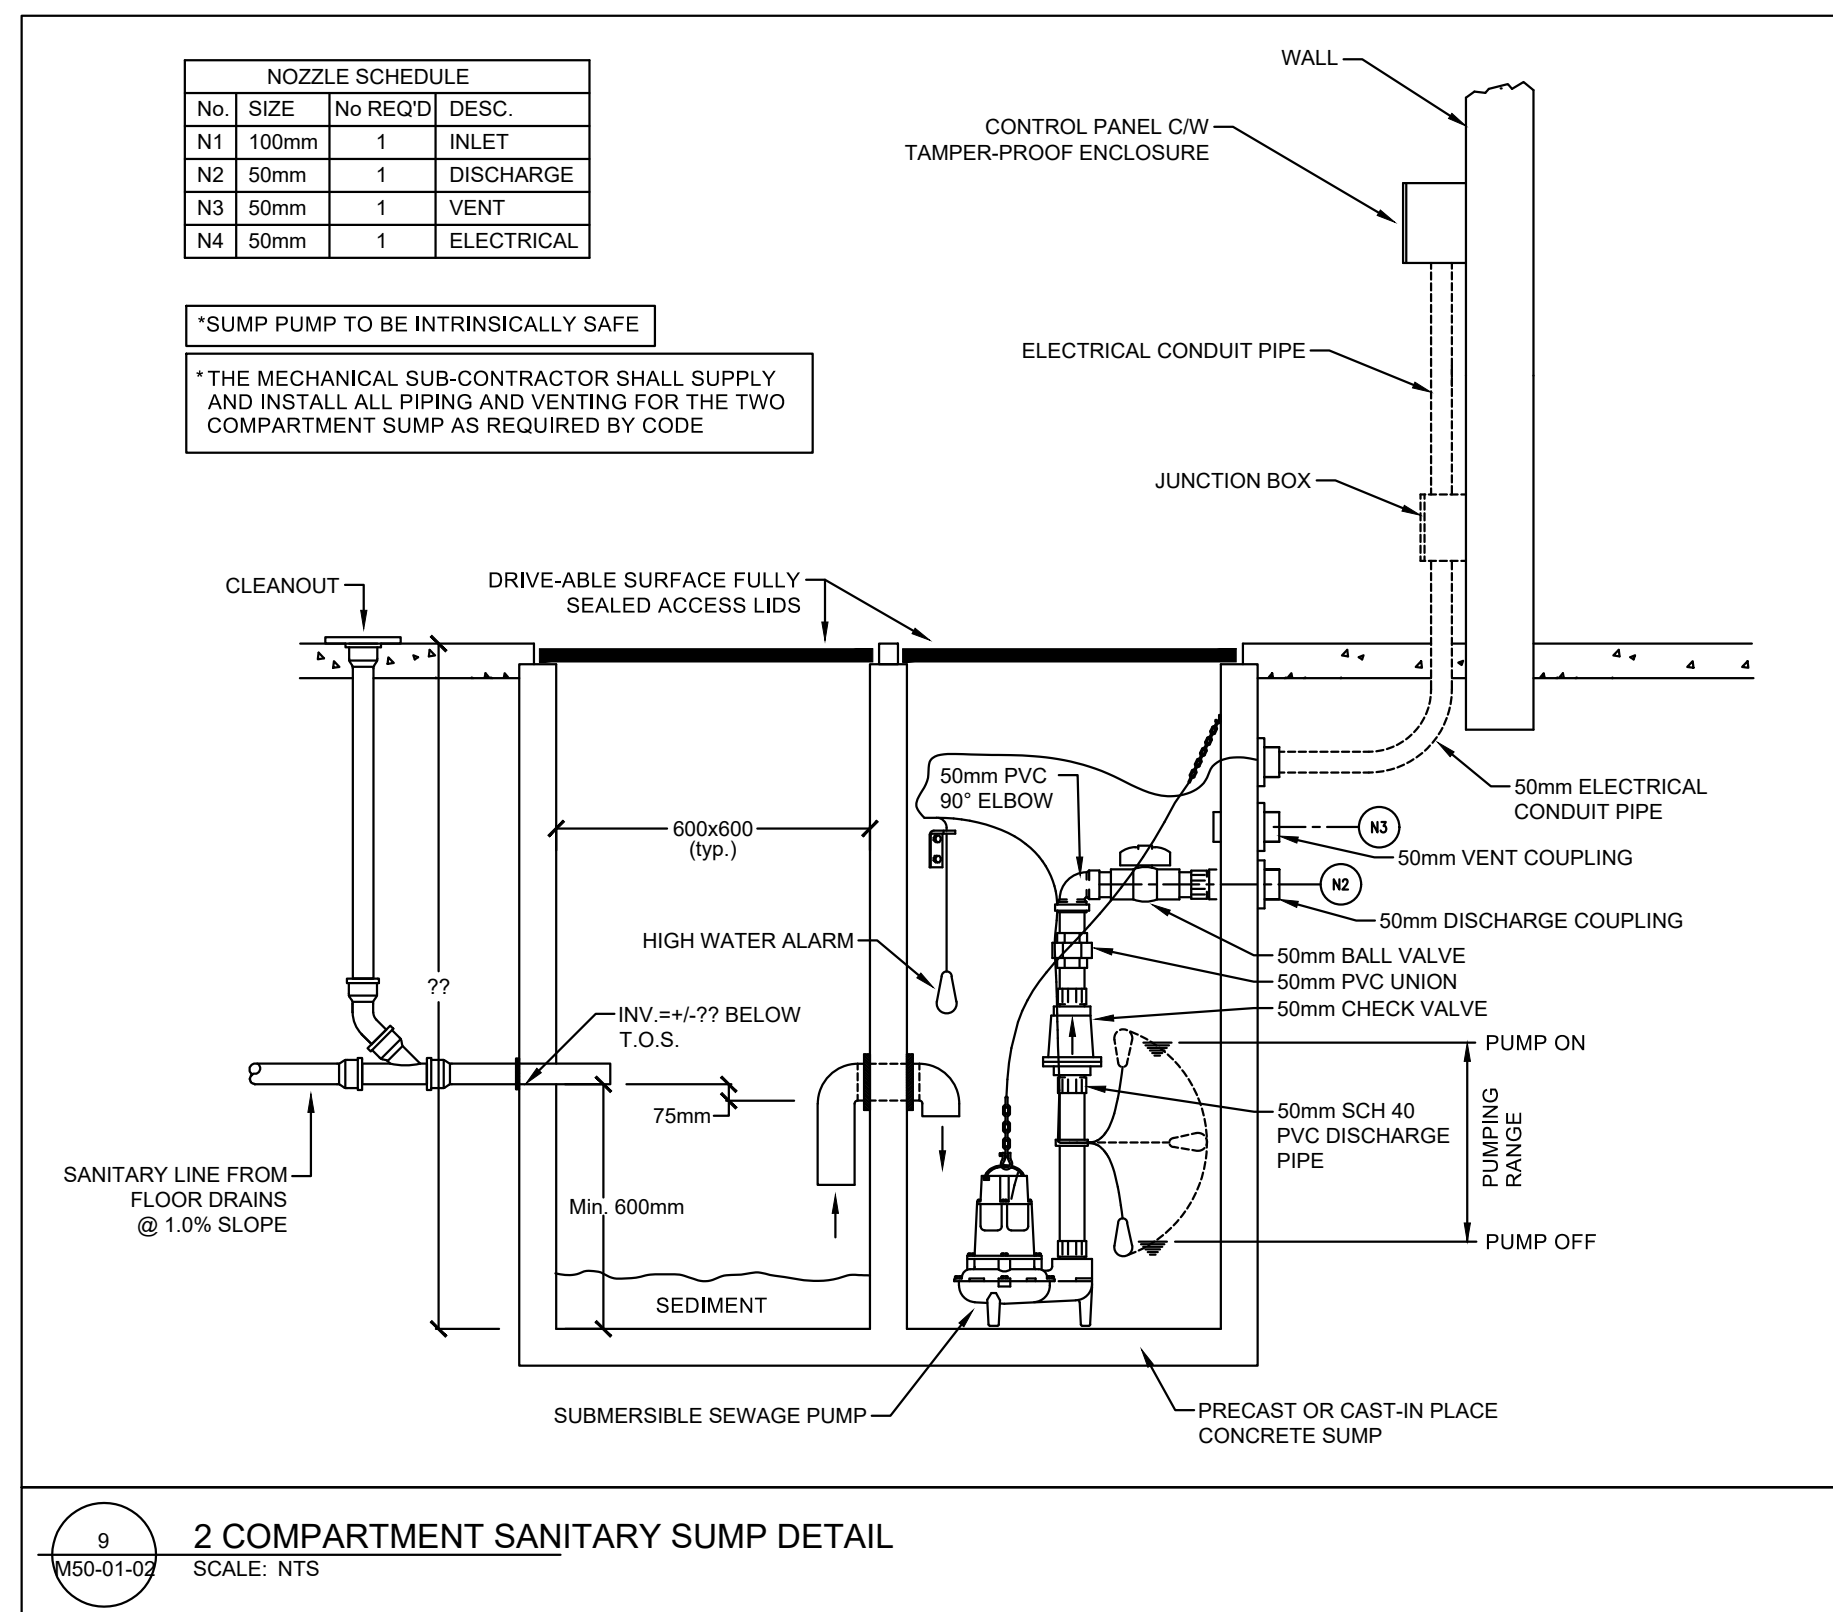 NOZZLE SCHEDULE
No. SIZE No REQ'D DESC.
N1 100mm 1 INLET
N2 50mm 1 DISCHARGE
N3 50mm 1 VENT
N4 50mm 1 ELECTRICAL
*SUMP PUMP TO BE INTRINSICALLY SAFE
* THE MECHANICAL SUB-CONTRACTOR SHALL SUPPLY
AND INSTALL ALL PIPING AND VENTING FOR THE TWO
COMPARTMENT SUMP AS REQUIRED BY CODE
WALL
CONTROL PANEL C/W
TAMPER-PROOF ENCLOSURE
ELECTRICAL CONDUIT PIPE
JUNCTION BOX
CLEANOUT
DRIVE-ABLE SURFACE FULLY
SEALED ACCESS LIDS
50mm PVC
90° ELBOW
50mm ELECTRICAL
CONDUIT PIPE
600x600
(typ.)
N3
50mm VENT COUPLING
N2
50mm DISCHARGE COUPLING
HIGH WATER ALARM
50mm BALL VALVE
50mm PVC UNION
50mm CHECK VALVE
??
INV.=+/-?? BELOW
T.O.S.
PUMP ON
75mm
50mm SCH 40
PVC DISCHARGE
PIPE
PUMPING
RANGE
SANITARY LINE FROM
FLOOR DRAINS
@ 1.0% SLOPE
Min. 600mm
PUMP OFF
SEDIMENT
SUBMERSIBLE SEWAGE PUMP
PRECAST OR CAST-IN PLACE
CONCRETE SUMP
9
M50-01-02
2 COMPARTMENT SANITARY SUMP DETAIL
SCALE: NTS